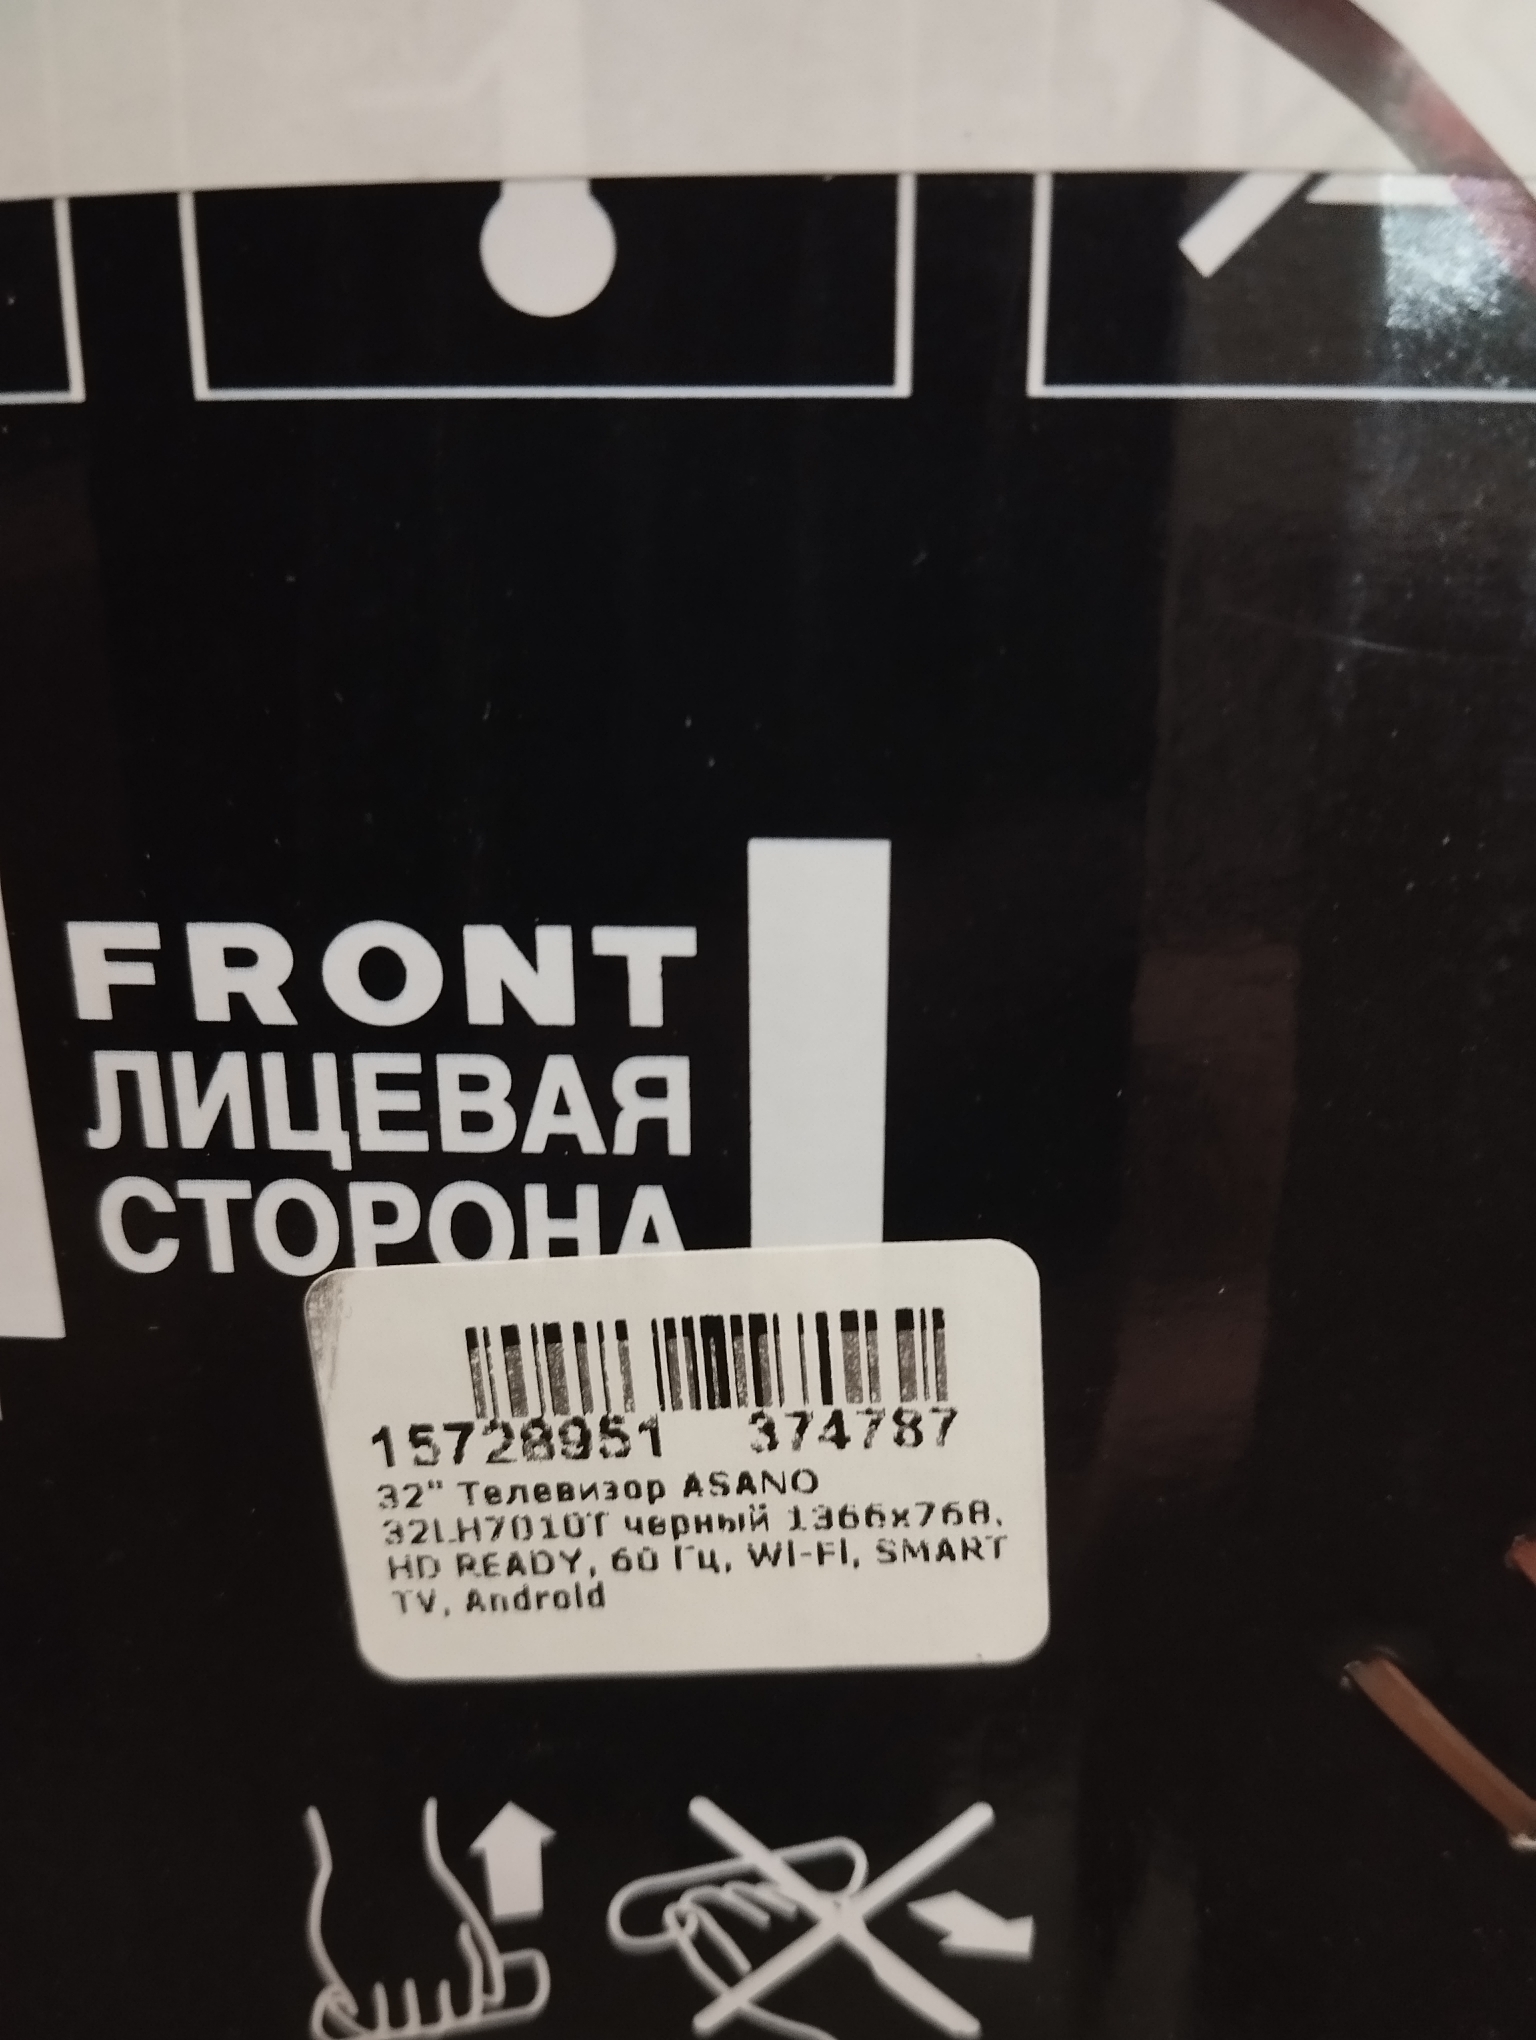 FRONT
ЛИЦЕВАЯ
СТОРОНА
15728951 374787
32" Телевизор ASANO
32LH7010T черный 1366x768,
HD READY, 60 Гц, WI-FI, SMART
TV, Android